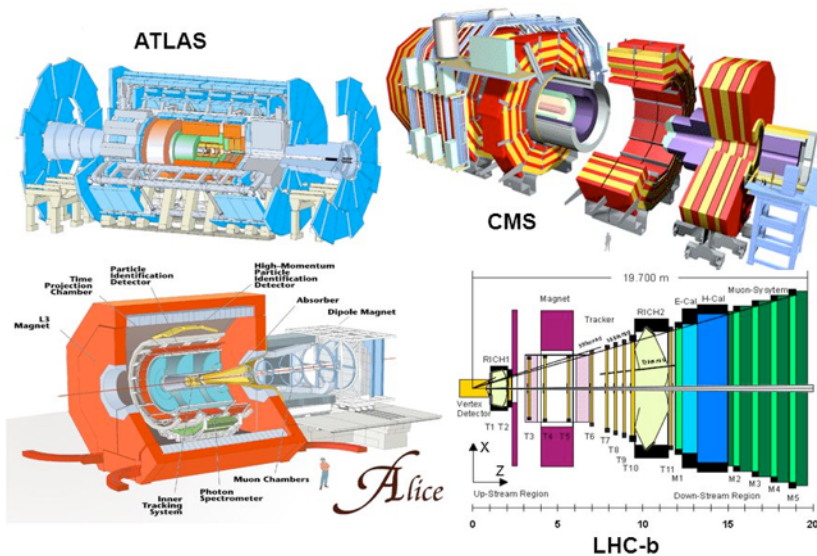 ATLAS
CMS
High-Momentum
Particle
Identification
Detector
Particle
Identification
Detector
Time
Projection
Chamber
L3
Magnet
Absorber
Dipole Magnet
Inner
Tracking
System
Photon
Spectrometer
Muon Chambers
Alice
19.700 m
Magnet
Tracker
RICH2
E-Cal
H-Cal
Muon-Sysytem
RICH1
Vertex
Detector
T1 T2
T3
T4
T5
T6
T7
T8
T9
T10
T11
M1
M2
M3
M4
M5
X
Z
Up-Stream Region
Down-Stream Region
0
5
10
15
20
LHC-b